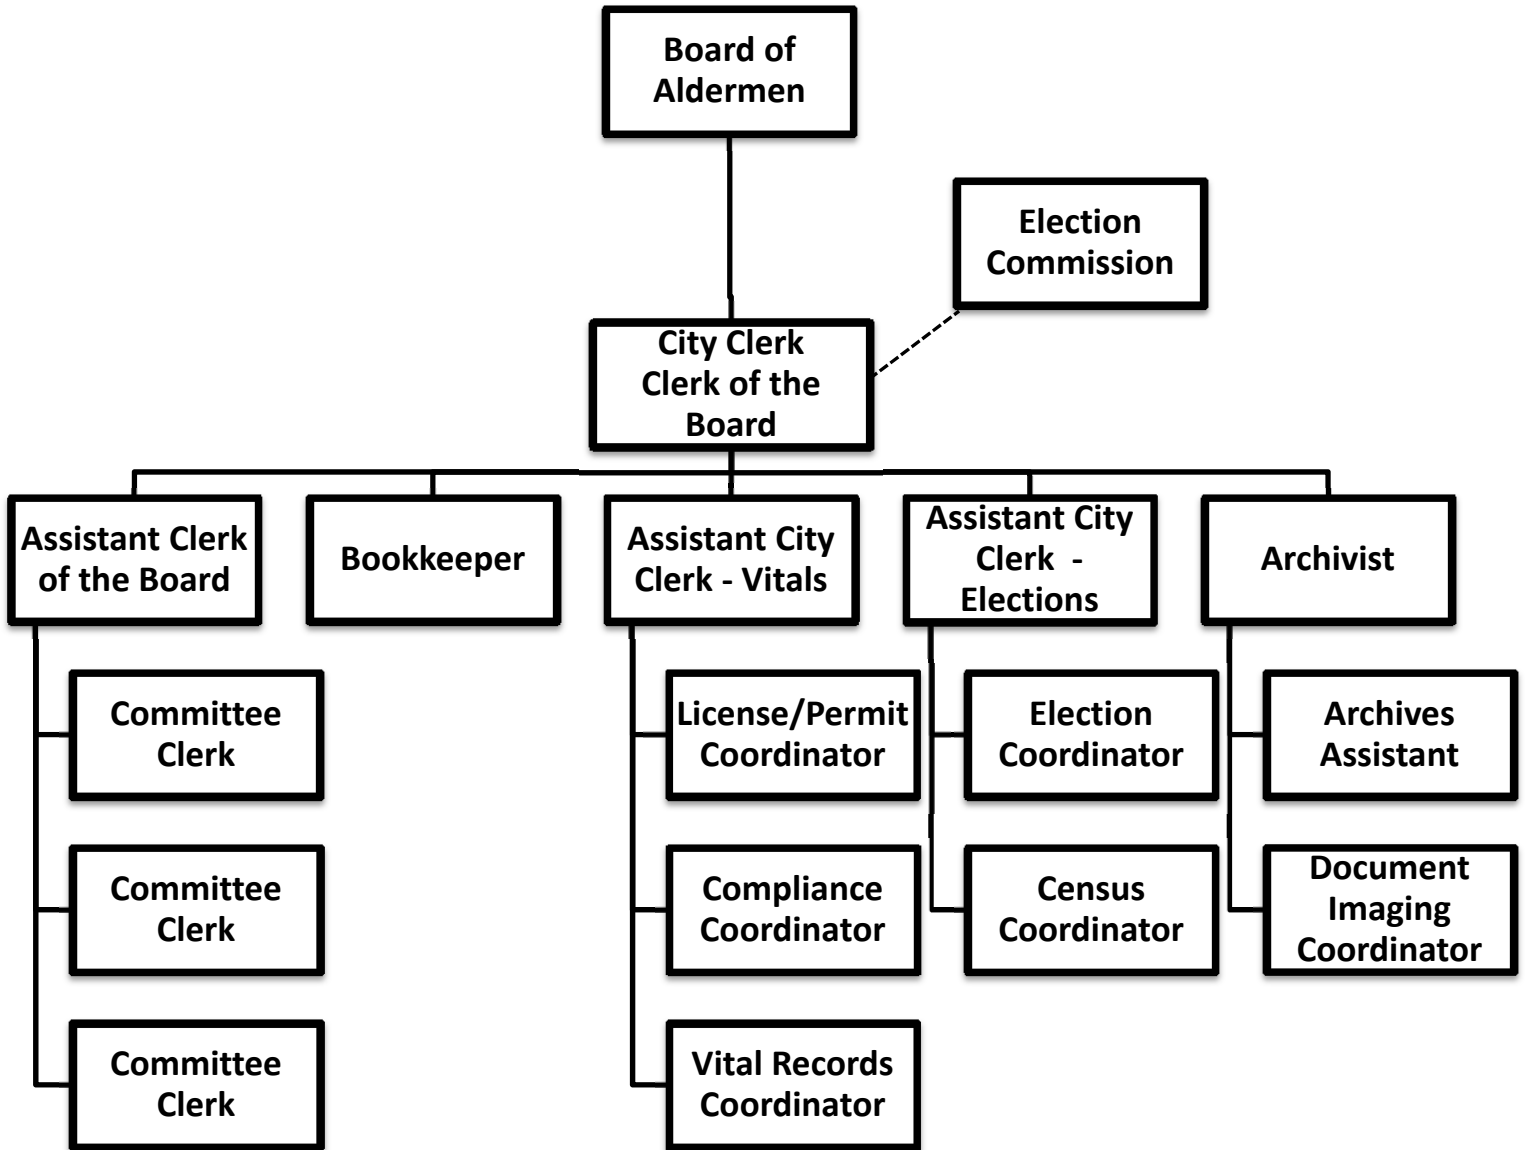 Board of
Aldermen
Election
Commission
City Clerk
Clerk of the
Board
Assistant Clerk
of the Board
Bookkeeper
Assistant City
Clerk - Vitals
Assistant City
Clerk  -
Elections
Archivist
Committee
Clerk
License/Permit
Coordinator
Election
Coordinator
Archives
Assistant
Committee
Clerk
Compliance
Coordinator
Census
Coordinator
Document
Imaging
Coordinator
Committee
Clerk
Vital Records
Coordinator